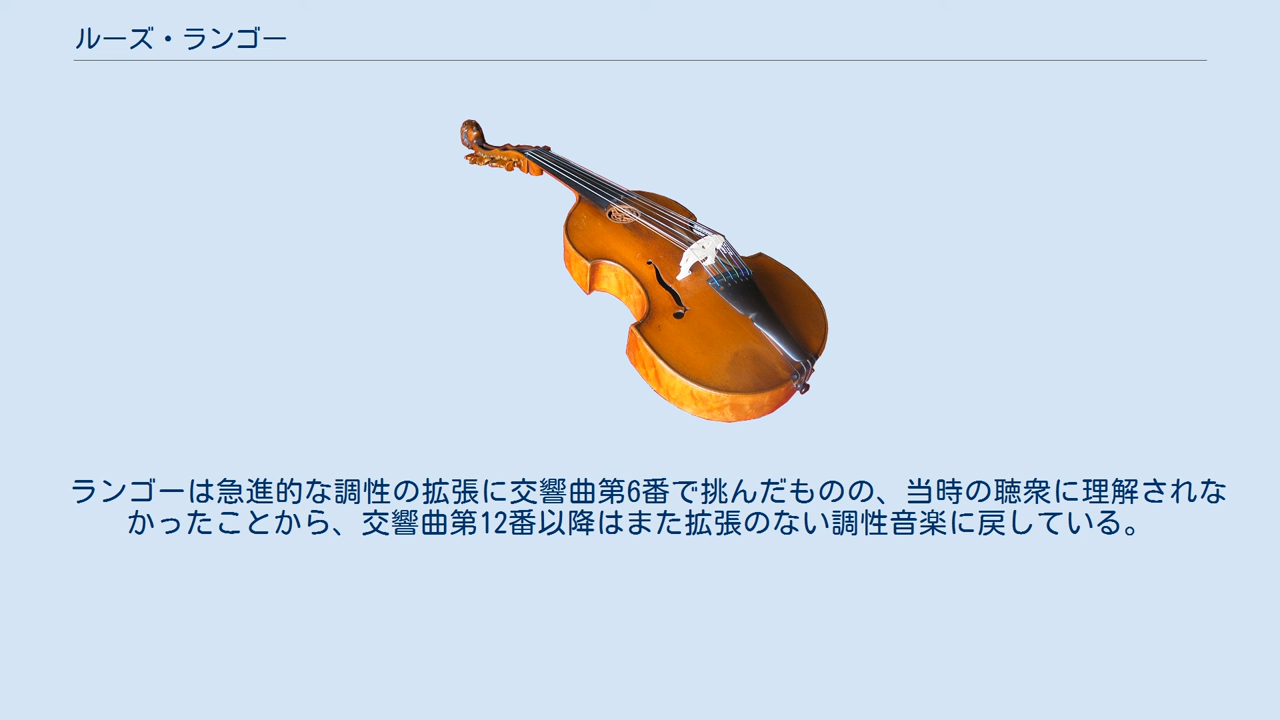 ルーズ・ランゴー
ランゴーは急進的な調性の拡張に交響曲第6番で挑んだものの、当時の聴衆に理解されな
かったことから、交響曲第12番以降はまた拡張のない調性音楽に戻している。